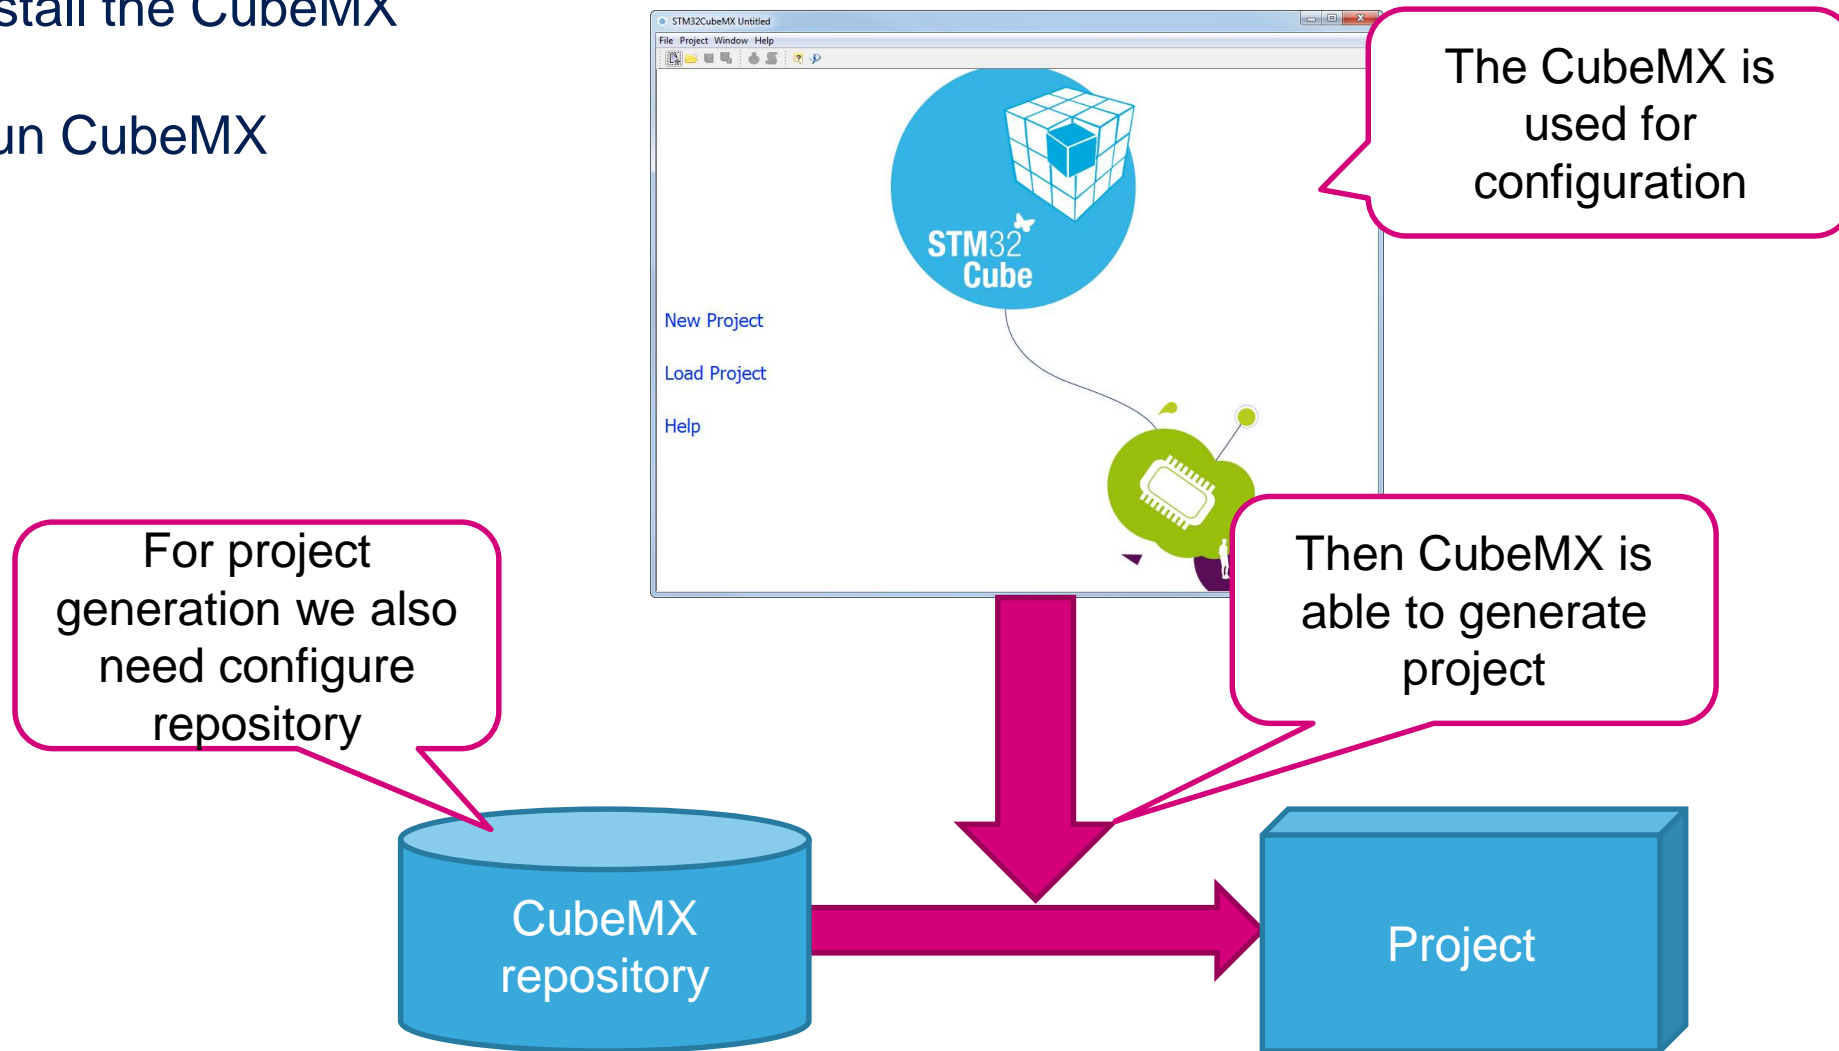 stall the CubeMX
un CubeMX
STM32CubeMX Untitled
File Project Window Help
STM32
Cube
New Project
Load Project
Help
The CubeMX is
used for
configuration
For project
generation we also
need configure
repository
Then CubeMX is
able to generate
project
CubeMX
repository
Project